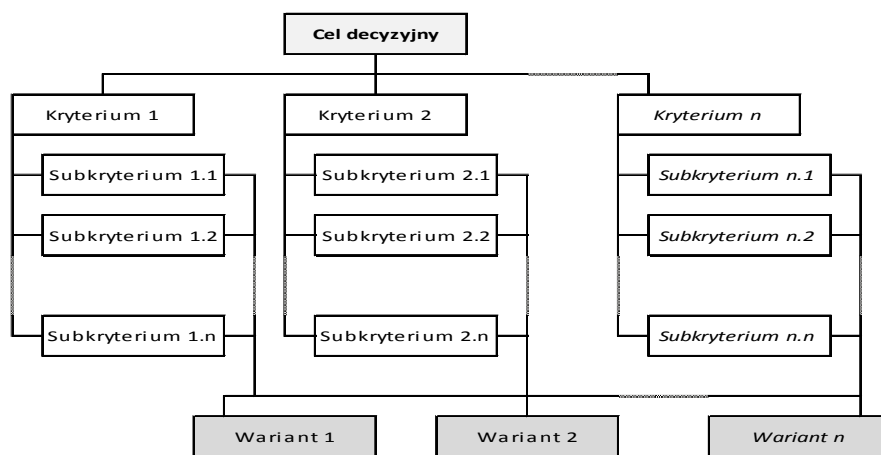 Cel decyzyjny
Kryterium 1
Kryterium 2
Kryterium n
Subkryterium 1.1
Subkryterium 2.1
Subkryterium n.1
Subkryterium 1.2
Subkryterium 2.2
Subkryterium n.2
Subkryterium 1.n
Subkryterium 2.n
Subkryterium n.n
Wariant 1
Wariant 2
Wariant n